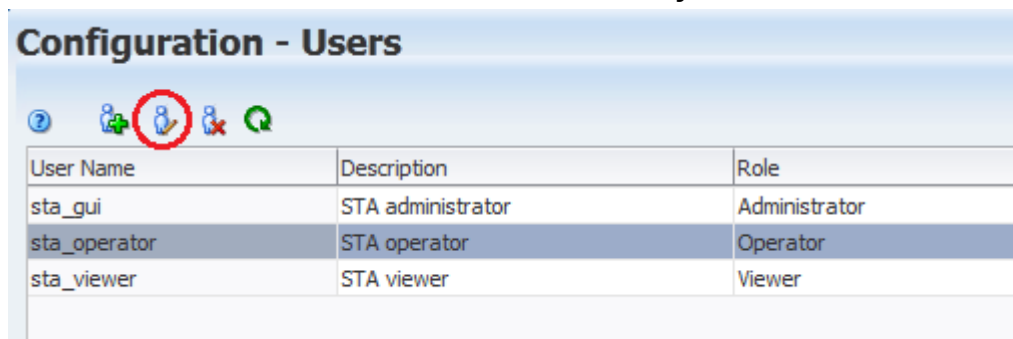 Configuration - Users
User Name Description Role
sta_gui STA administrator Administrator
sta_operator STA operator Operator
sta_viewer STA viewer Viewer